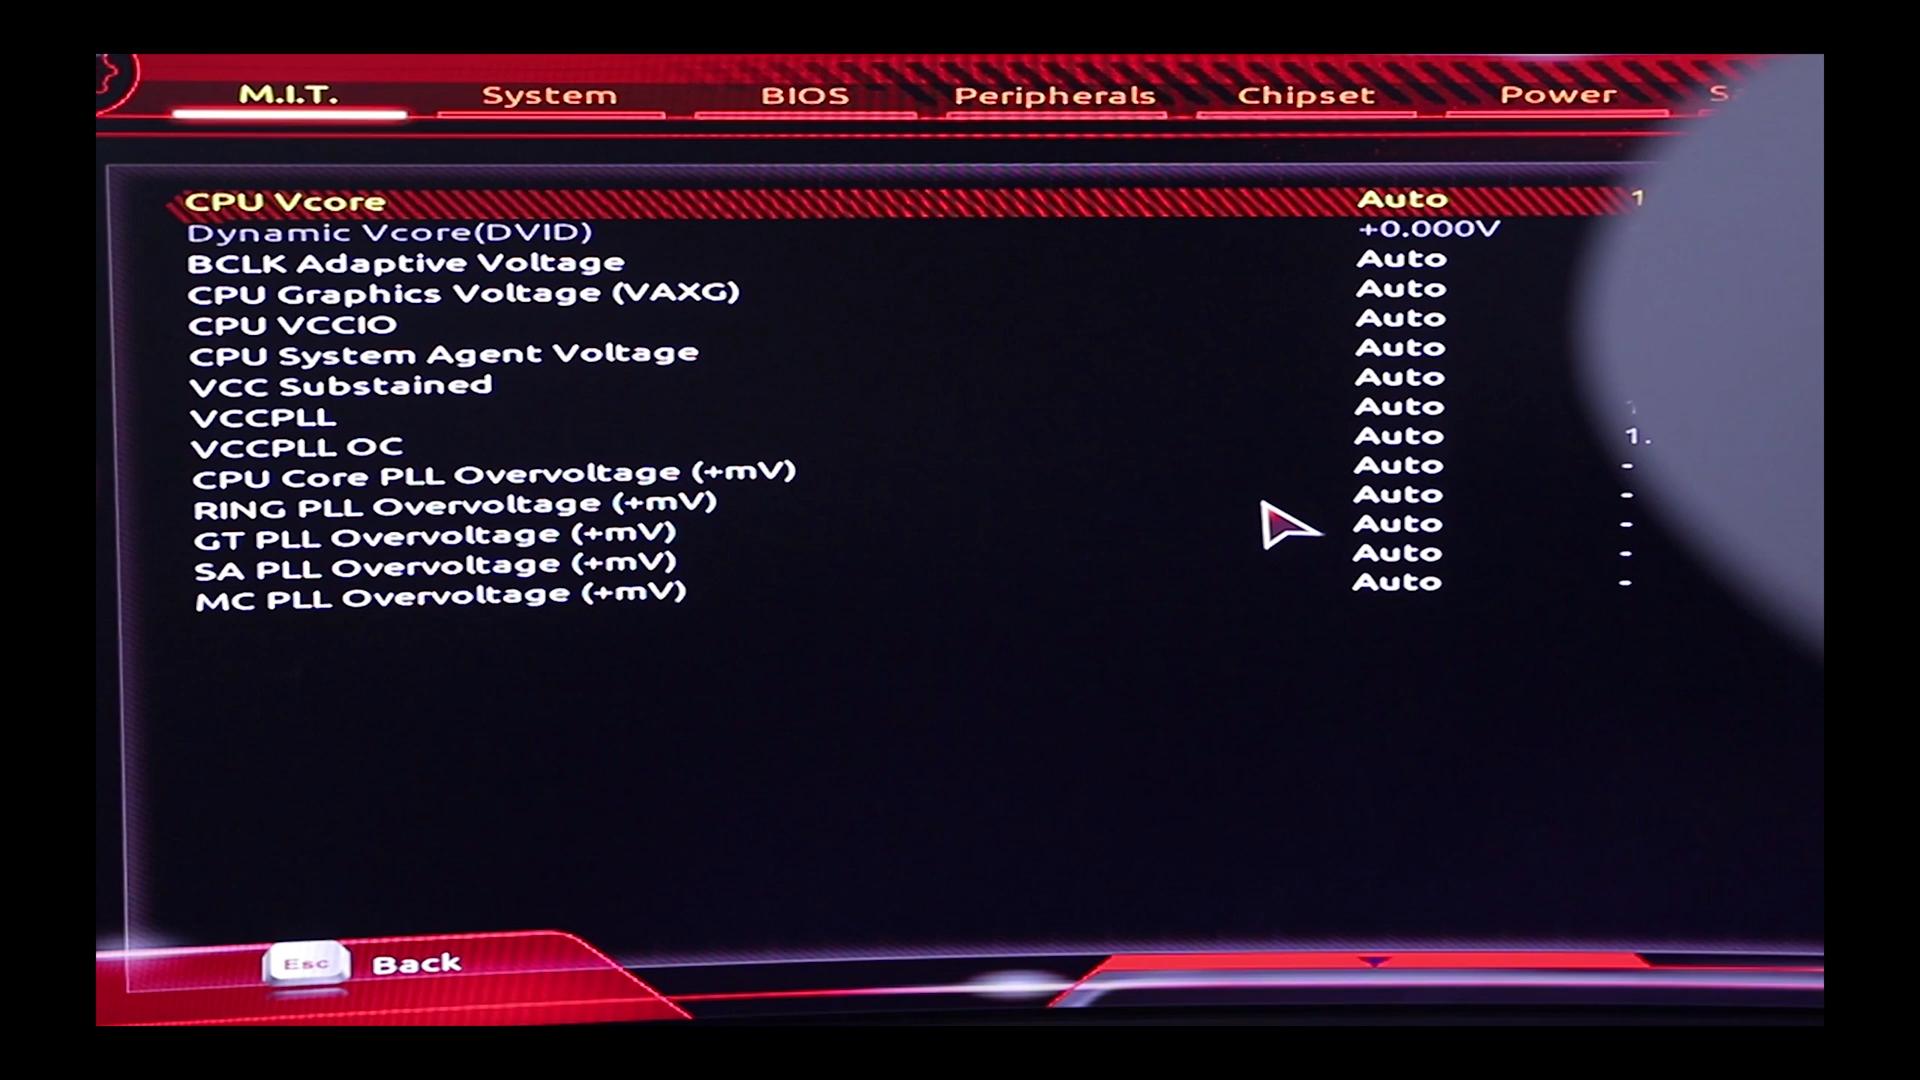 M.I.T. System BIOS Peripherals Chipset Power
CPU Vcore Auto
Dynamic Vcore(DVID) +0.000V
BCLK Adaptive Voltage Auto
CPU Graphics Voltage (VAXG) Auto
CPU VCCIO Auto
CPU System Agent Voltage Auto
VCC Substained Auto
VCCPLL Auto
VCCPLL OC Auto 1.
CPU Core PLL Overvoltage (+mV) Auto -
RING PLL Overvoltage (+mV) Auto -
GT PLL Overvoltage (+mV) Auto -
SA PLL Overvoltage (+mV) Auto -
MC PLL Overvoltage (+mV) Auto -
Esc Back